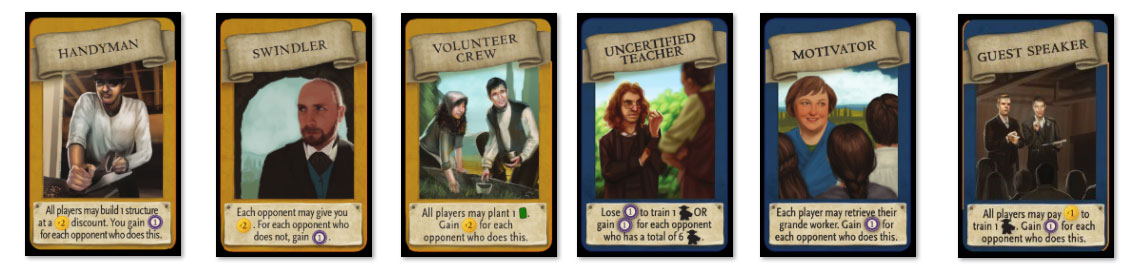 HANDYMAN
All players may build 1 structure
at a 2 discount. You gain 1
for each opponent who does this.
SWINDLER
Each opponent may give you
2 . For each opponent who
does not, gain 1 .
VOLUNTEER
CREW
All players may plant 1 .
Gain 2 for each
opponent who does this.
UNCERTIFIED
TEACHER
Lose 1 to train 1 OR
gain 1 for each opponent
who has a total of 6 .
MOTIVATOR
Each player may retrieve their
grande worker. Gain 1 for
each opponent who does this.
GUEST SPEAKER
All players may pay 1 to
train 1 . Gain 1 for each
opponent who does this.